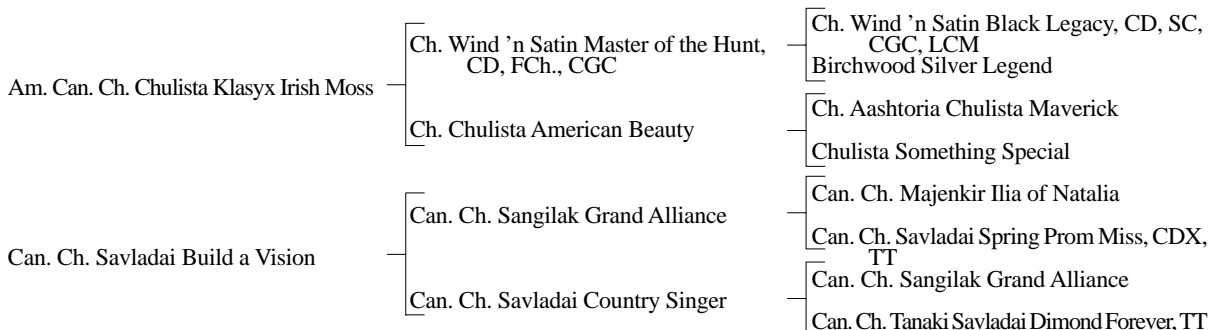 Am. Can. Ch. Chulista Klasyx Irish Moss
Ch. Wind ’n Satin Master of the Hunt,
CD, FCh., CGC
Ch. Wind ’n Satin Black Legacy, CD, SC,
CGC, LCM
Birchwood Silver Legend
Ch. Chulista American Beauty
Ch. Aashtoria Chulista Maverick
Chulista Something Special
Can. Ch. Savladai Build a Vision
Can. Ch. Sangilak Grand Alliance
Can. Ch. Majenkir Ilia of Natalia
Can. Ch. Savladai Spring Prom Miss, CDX,
TT
Can. Ch. Savladai Country Singer
Can. Ch. Sangilak Grand Alliance
Can. Ch. Tanaki Savladai Dimond Forever, TT